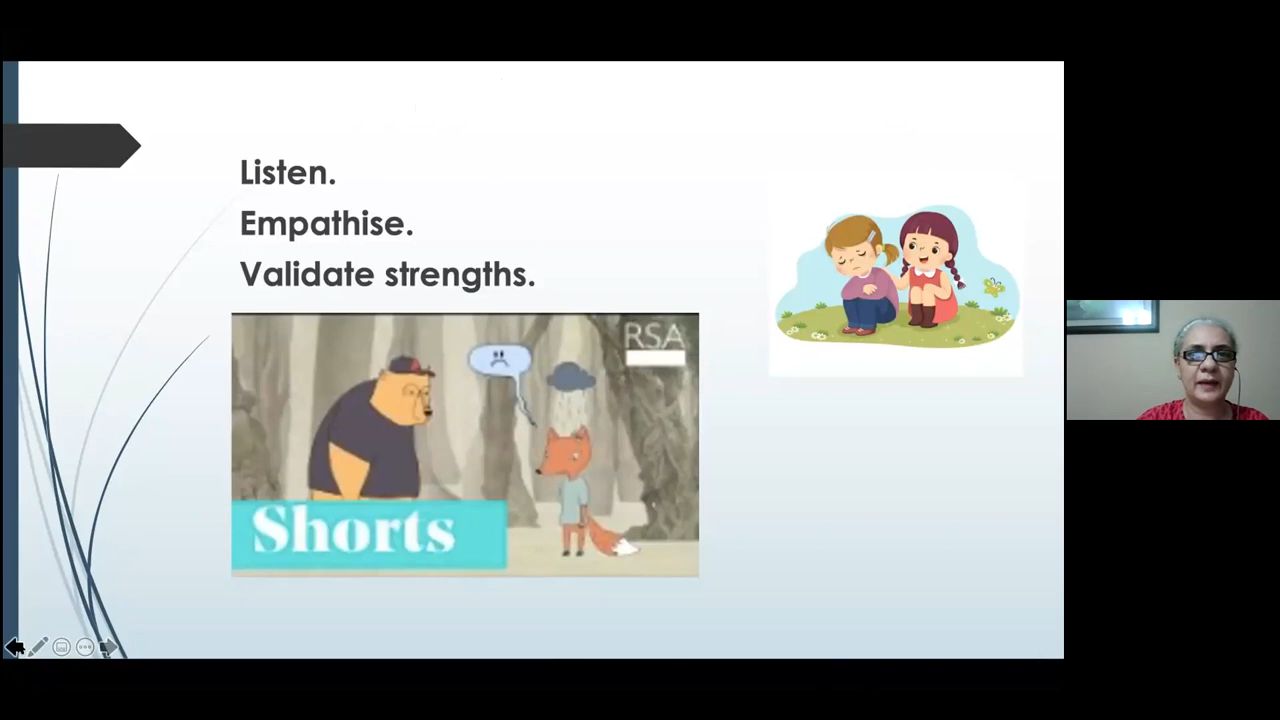 Listen.
Empathise.
Validate strengths.
RSA
Shorts